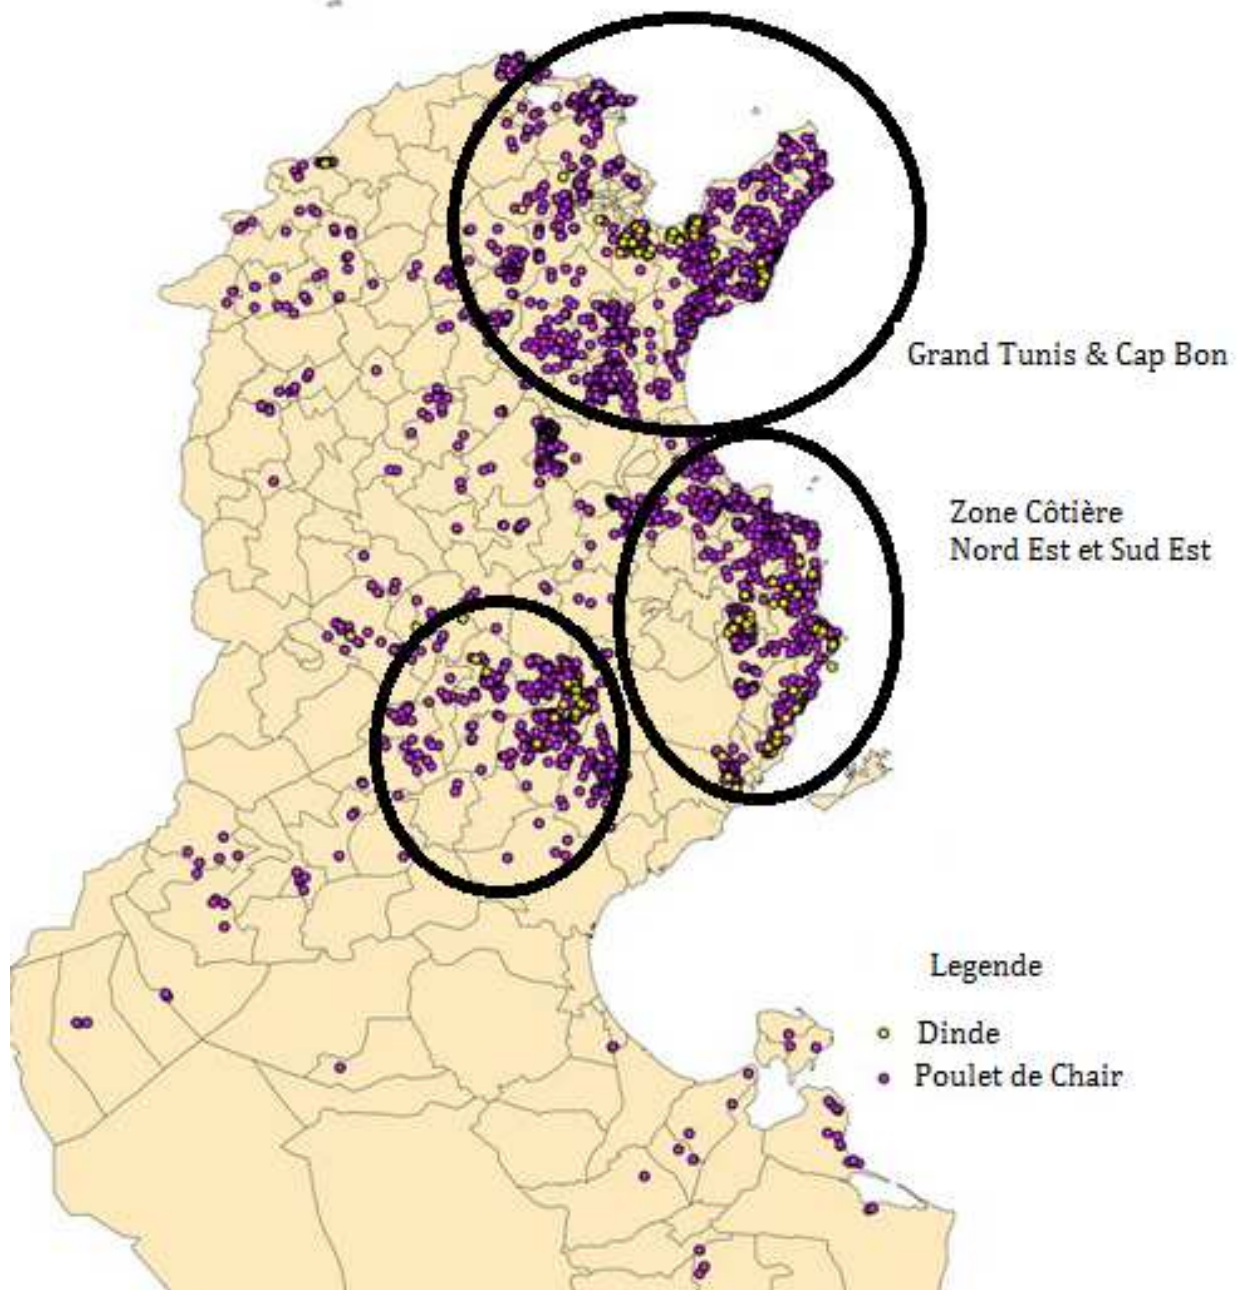 Grand Tunis & Cap Bon
Zone Côtière
Nord Est et Sud Est
Legende
Dinde
Poulet de Chair